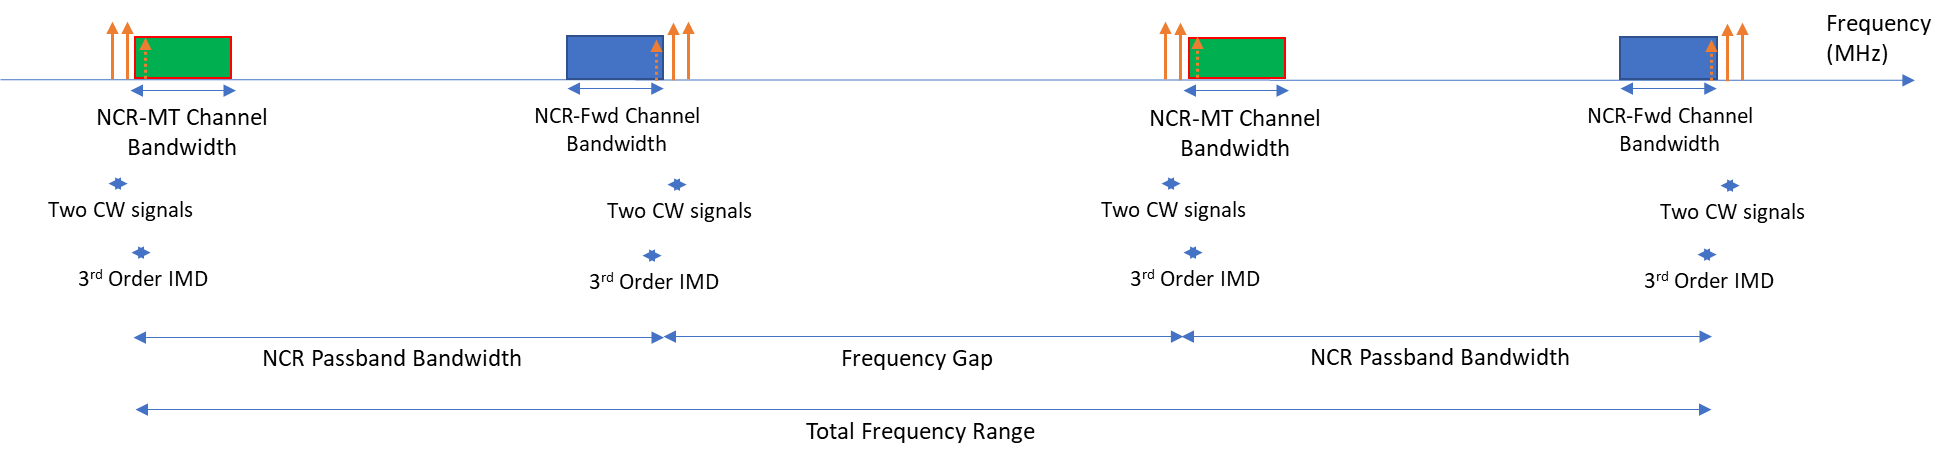 Frequency
(MHz)
NCR-MT Channel
Bandwidth
NCR-Fwd Channel
Bandwidth
NCR-MT Channel
Bandwidth
NCR-Fwd Channel
Bandwidth
Two CW signals
Two CW signals
Two CW signals
Two CW signals
3rd Order IMD
3rd Order IMD
3rd Order IMD
3rd Order IMD
NCR Passband Bandwidth
Frequency Gap
NCR Passband Bandwidth
Total Frequency Range